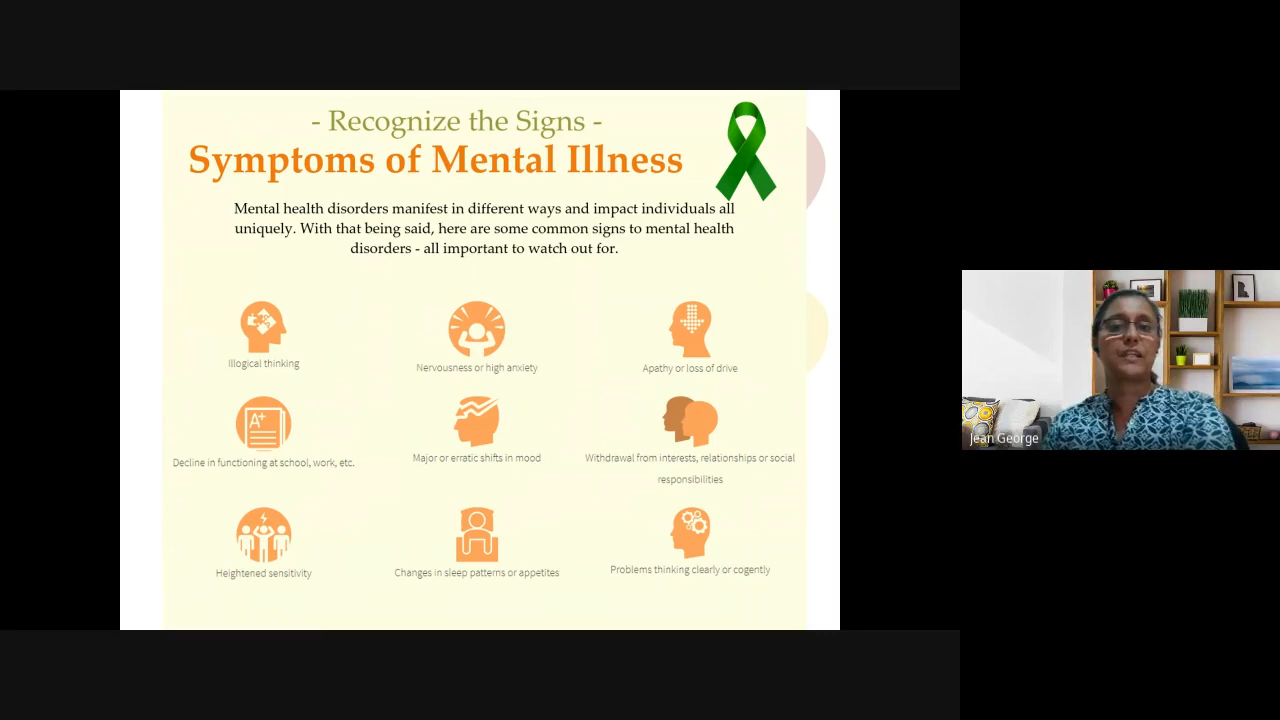 - Recognize the Signs -
Symptoms of Mental Illness
Mental health disorders manifest in different ways and impact individuals all
uniquely. With that being said, here are some common signs to mental health
disorders - all important to watch out for.
Illogical thinking
Nervousness or high anxiety
Apathy or loss of drive
A+
Decline in functioning at school, work, etc.
Major or erratic shifts in mood
Withdrawal from interests, relationships or social
responsibilities
Heightened sensitivity
Changes in sleep patterns or appetites
Problems thinking clearly or cogently
Jean George